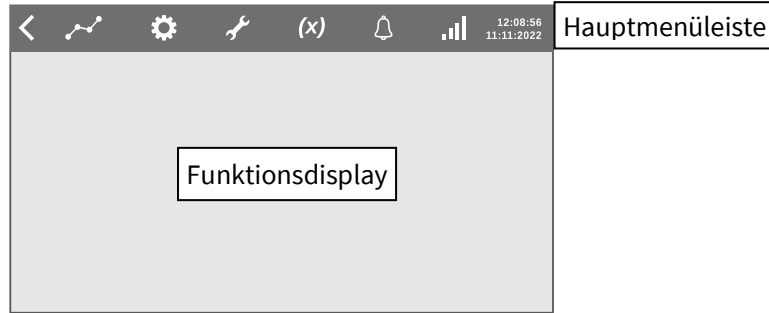 (x)
12:08:56
11:11:2022
Hauptmenüleiste
Funktionsdisplay